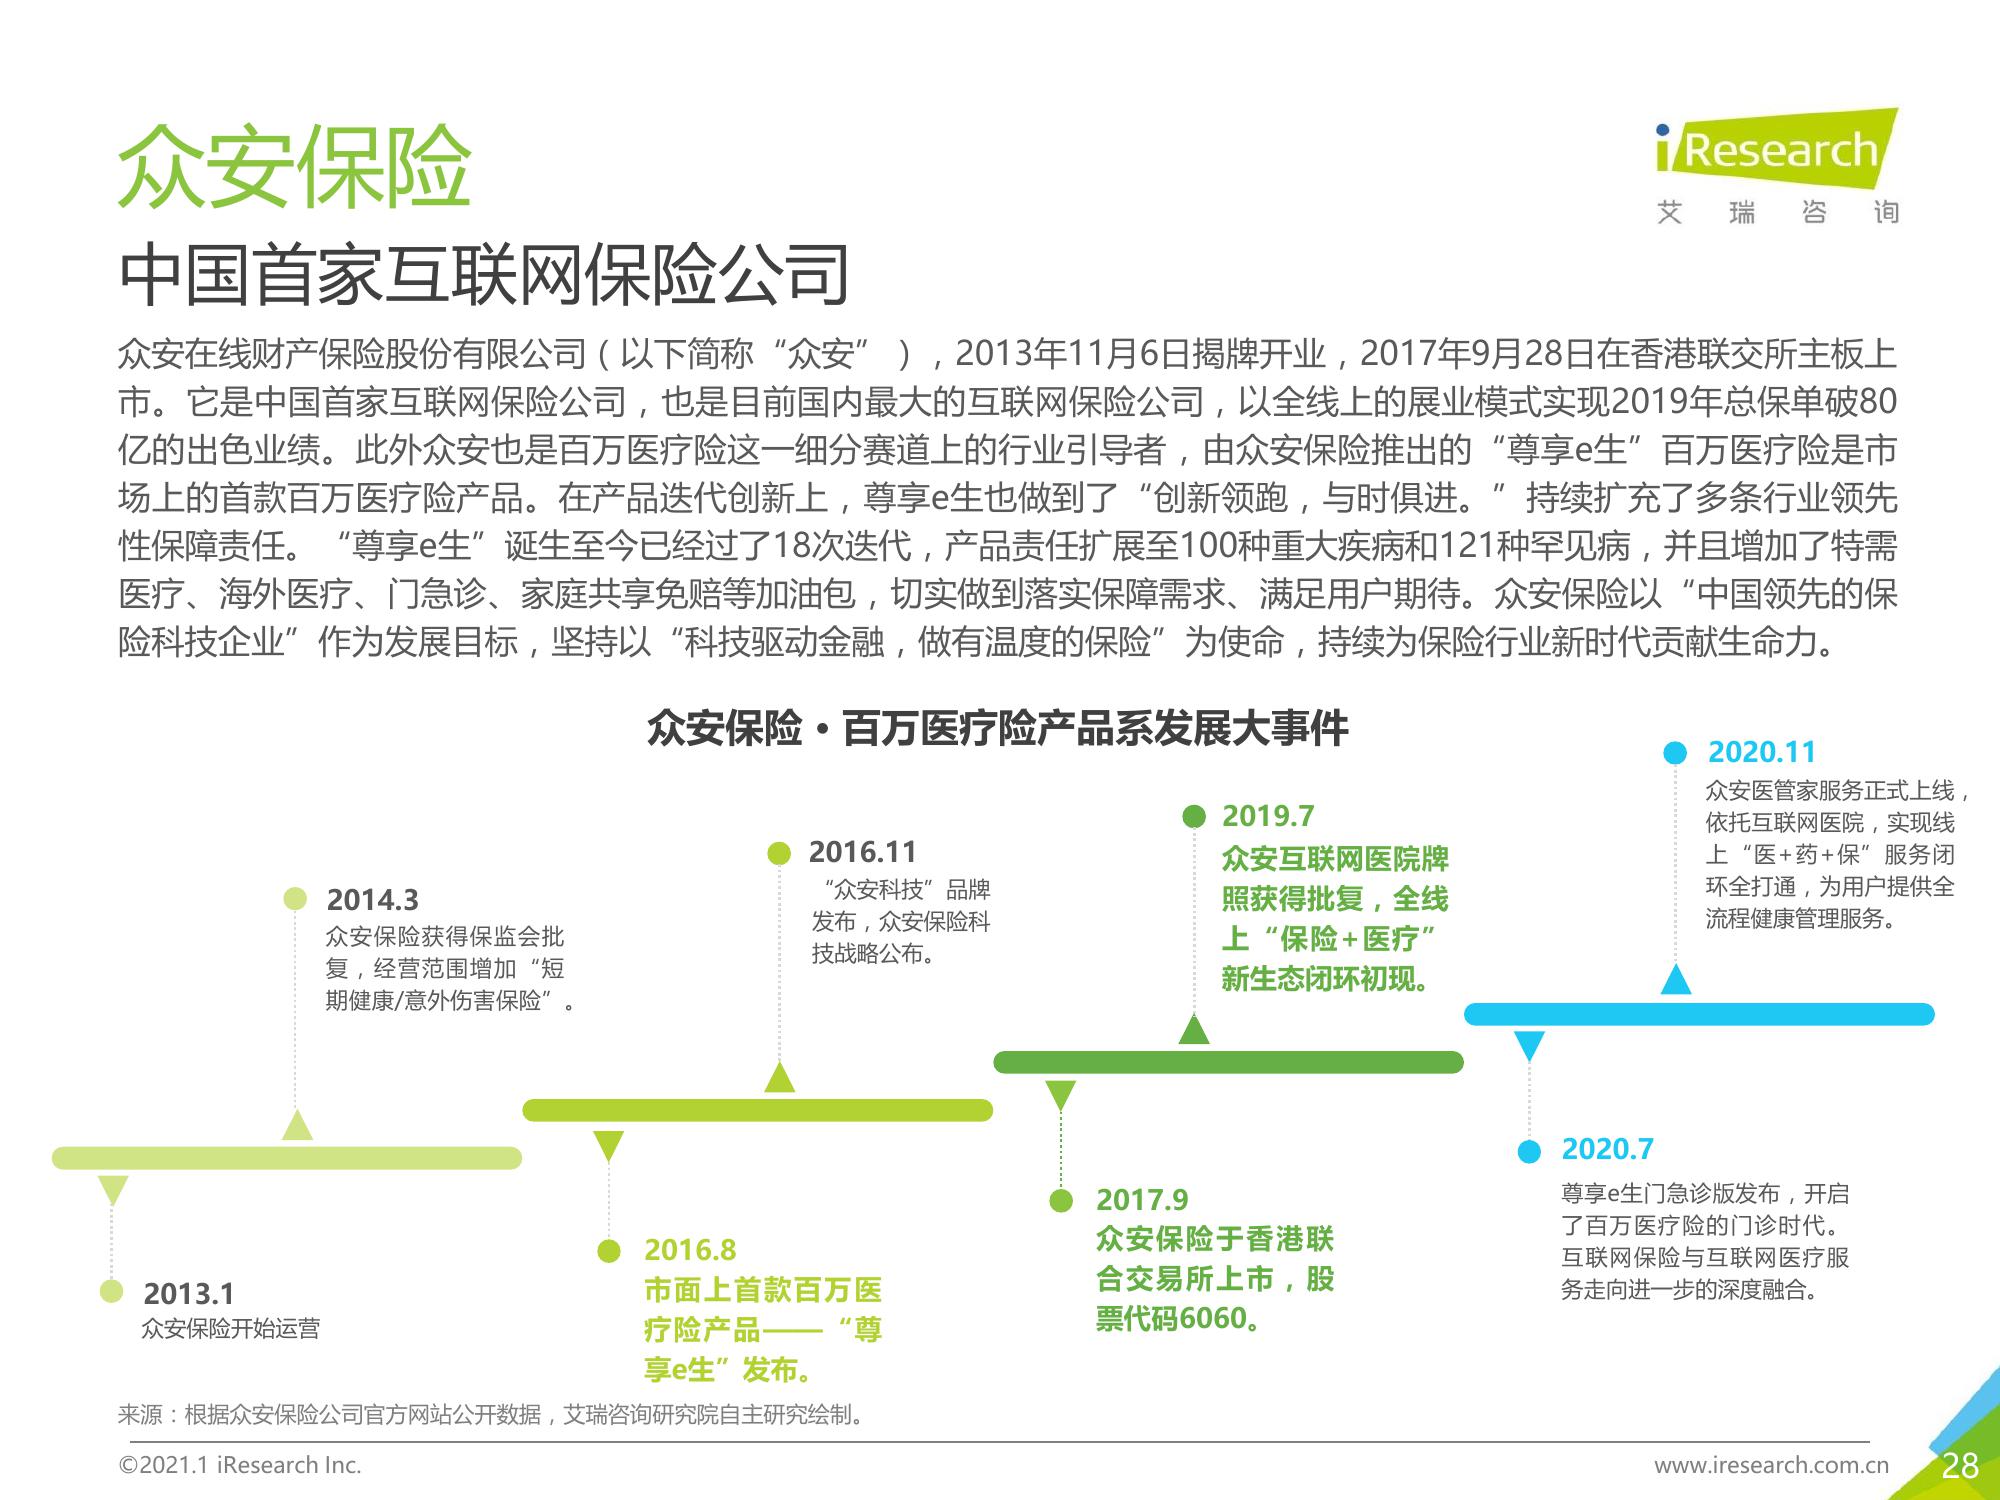 众安保险
iResearch
艾瑞咨询
中国首家互联网保险公司
众安在线财产保险股份有限公司（以下简称“众安”），2013年11月6日揭牌开业，2017年9月28日在香港联交所主板上
市。它是中国首家互联网保险公司，也是目前国内最大的互联网保险公司，以全线上的展业模式实现2019年总保单破80
亿的出色业绩。此外众安也是百万医疗险这一细分赛道上的行业引导者，由众安保险推出的“尊享e生”百万医疗险是市
场上的首款百万医疗险产品。在产品迭代创新上，尊享e生也做到了“创新领跑，与时俱进。”持续扩充了多条行业领先
性保障责任。“尊享e生”诞生至今已经过了18次迭代，产品责任扩展至100种重大疾病和121种罕见病，并且增加了特需
医疗、海外医疗、门急诊、家庭共享免赔等加油包，切实做到落实保障需求、满足用户期待。众安保险以“中国领先的保
险科技企业”作为发展目标，坚持以“科技驱动金融，做有温度的保险”为使命，持续为保险行业新时代贡献生命力。
众安保险·百万医疗险产品系发展大事件
2013.1
众安保险开始运营
2014.3
众安保险获得保监会批
复，经营范围增加“短
期健康/意外伤害保险”。
2016.8
市面上首款百万医
疗险产品——“尊
享e生”发布。
2016.11
“众安科技”品牌
发布，众安保险科
技战略公布。
2017.9
众安保险于香港联
合交易所上市，股
票代码6060。
2019.7
众安互联网医院牌
照获得批复，全线
上“保险+医疗”
新生态闭环初现。
2020.7
尊享e生门急诊版发布，开启
了百万医疗险的门诊时代。
互联网保险与互联网医疗服
务走向进一步的深度融合。
2020.11
众安医管家服务正式上线，
依托互联网医院，实现线
上“医+药+保”服务闭
环全打通，为用户提供全
流程健康管理服务。
来源：根据众安保险公司官方网站公开数据，艾瑞咨询研究院自主研究绘制。
©2021.1 iResearch Inc.
www.iresearch.com.cn
28